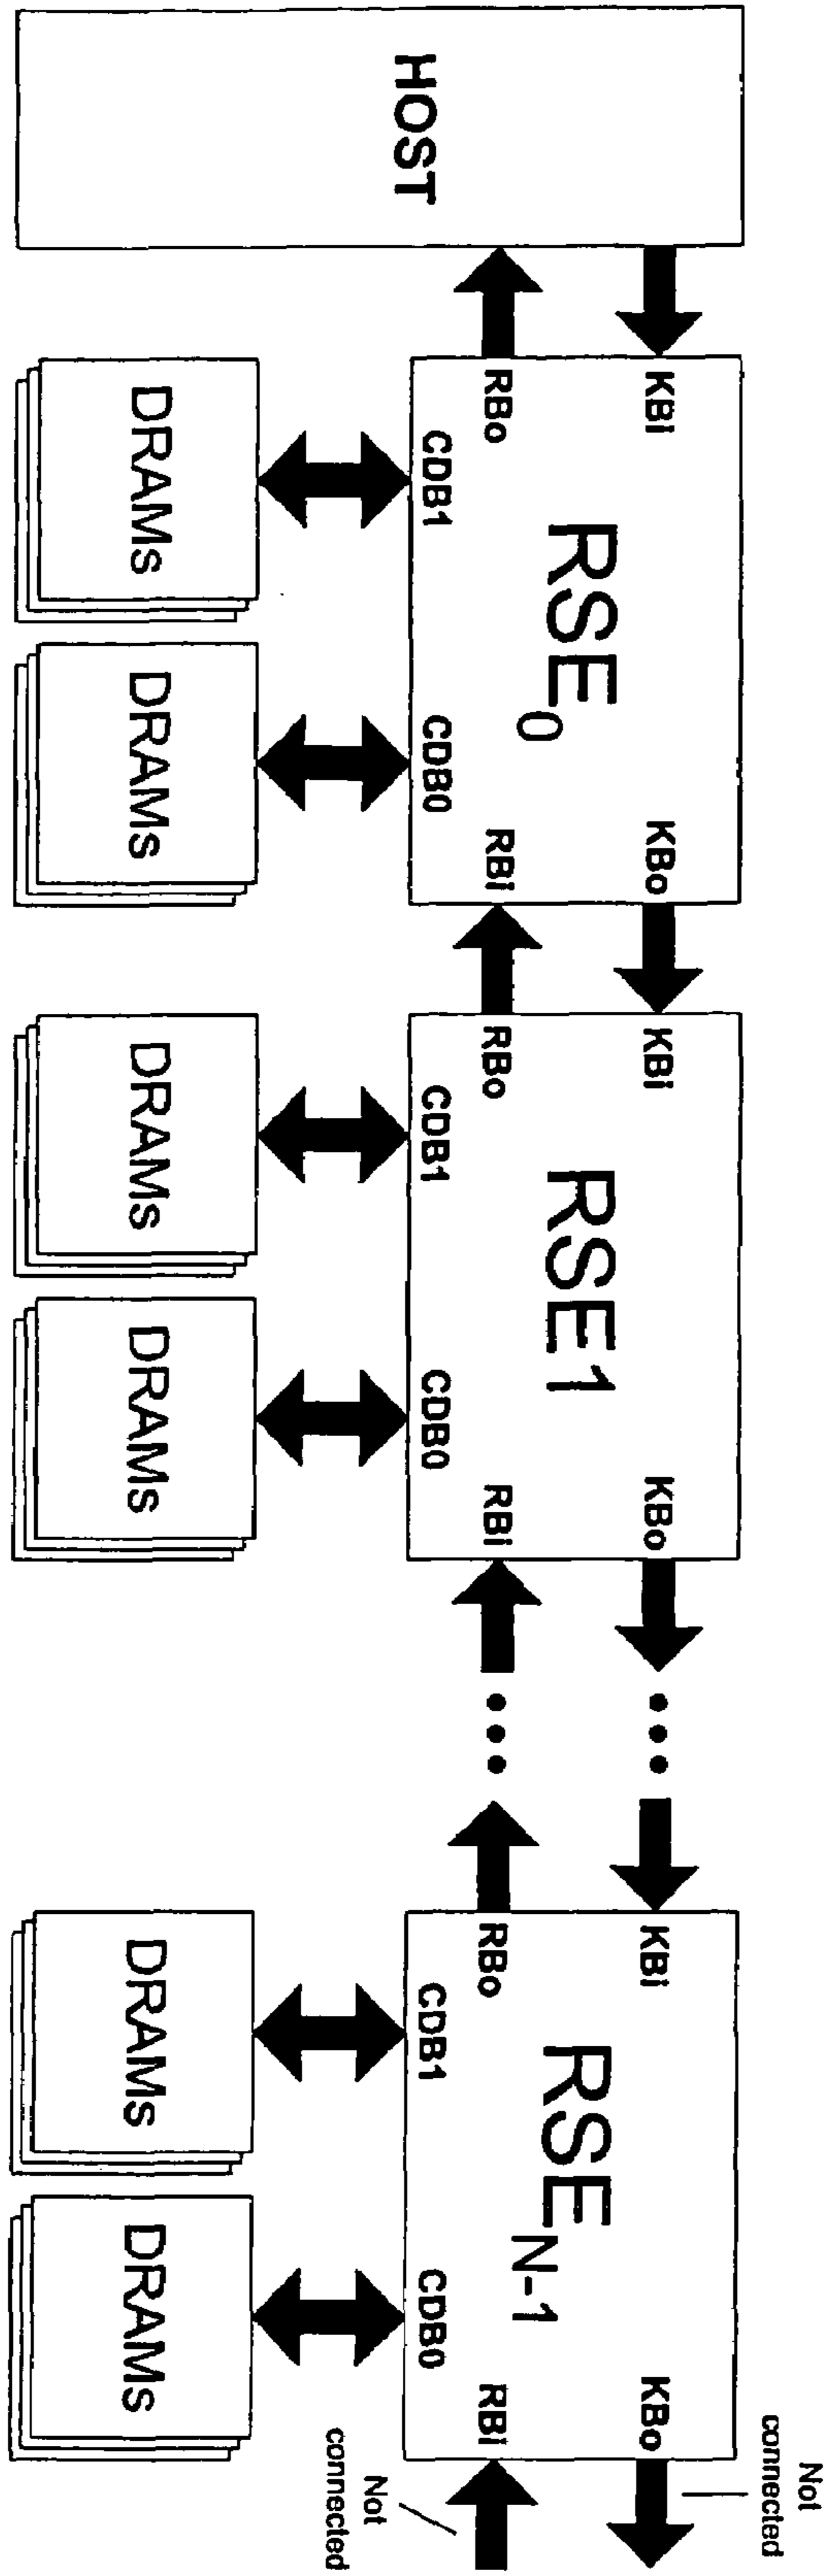 HOST
KBi
KBo
RSE0
RBo
RBi
CDB1
CDB0
DRAMs
DRAMs
KBi
KBo
RSE1
RBo
RBi
CDB1
CDB0
DRAMs
DRAMs
KBi
KBo
RSEN-1
RBo
RBi
CDB1
CDB0
DRAMs
DRAMs
Not
connected
Not
connected